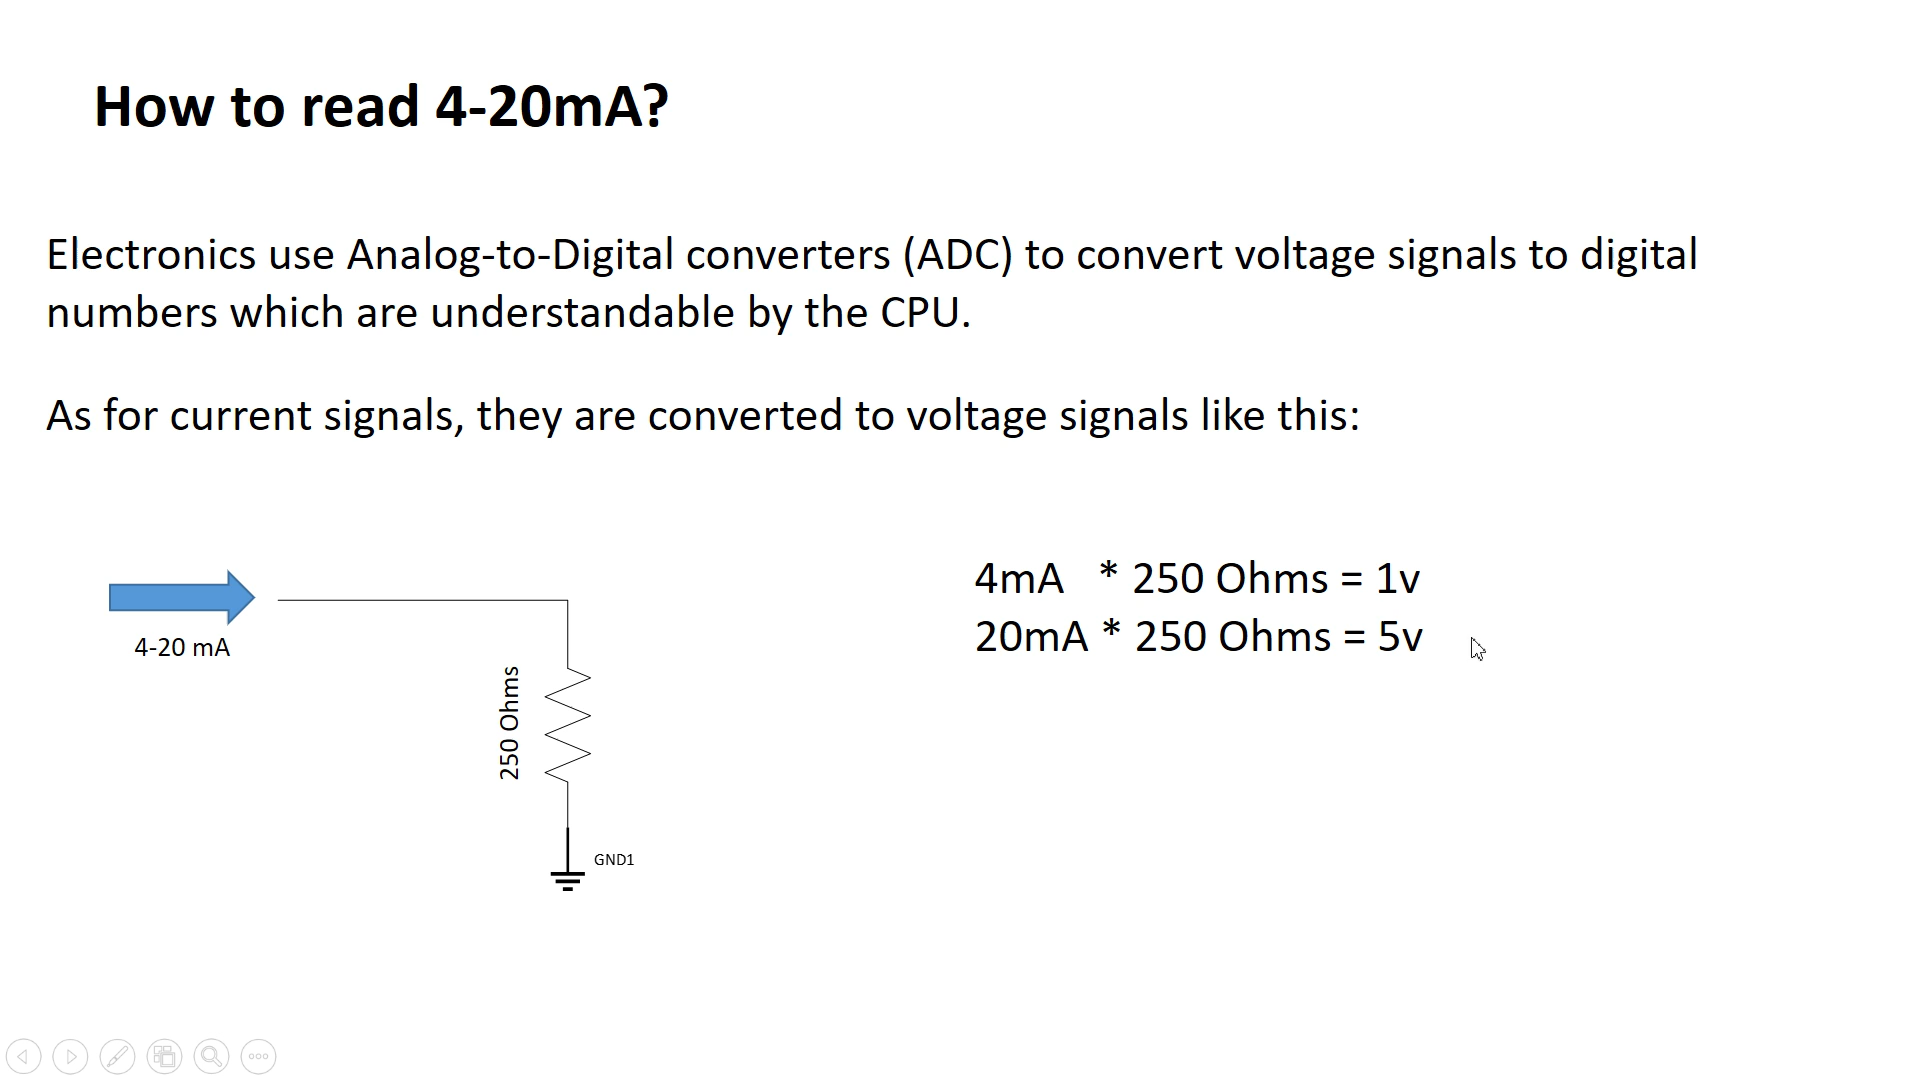 How to read 4-20mA?
Electronics use Analog-to-Digital converters (ADC) to convert voltage signals to digital
numbers which are understandable by the CPU.
As for current signals, they are converted to voltage signals like this:
4mA * 250 Ohms = 1v
20mA * 250 Ohms = 5v
4-20 mA
250 Ohms
GND1